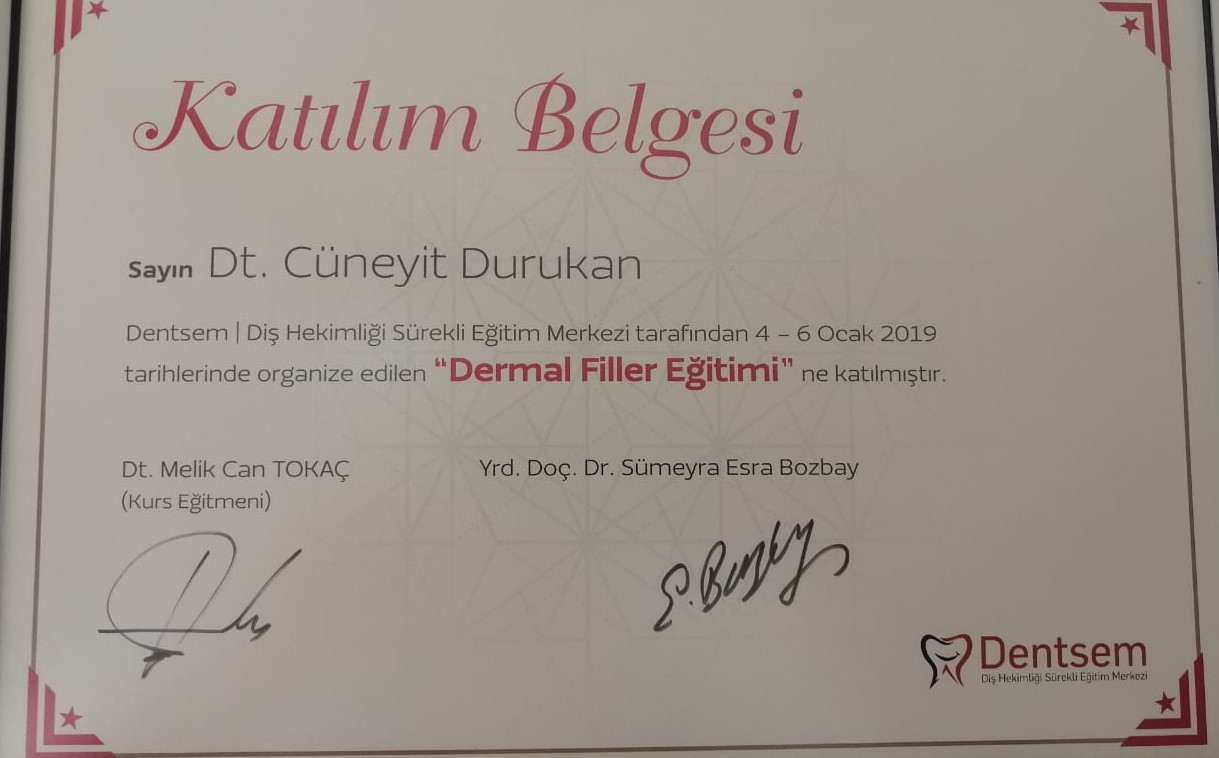 Katılım Belgesi
Sayın Dt. Cüneyit Durukan
Dentsem | Diş Hekimliği Sürekli Eğitim Merkezi tarafından 4 – 6 Ocak 2019
tarihlerinde organize edilen “Dermal Filler Eğitimi” ne katılmıştır.
Dt. Melik Can TOKAÇ
(Kurs Eğitmeni)
Yrd. Doç. Dr. Sümeyra Esra Bozbay
E. Bozbay
Dentsem
Diş Hekimliği Sürekli Eğitim Merkezi